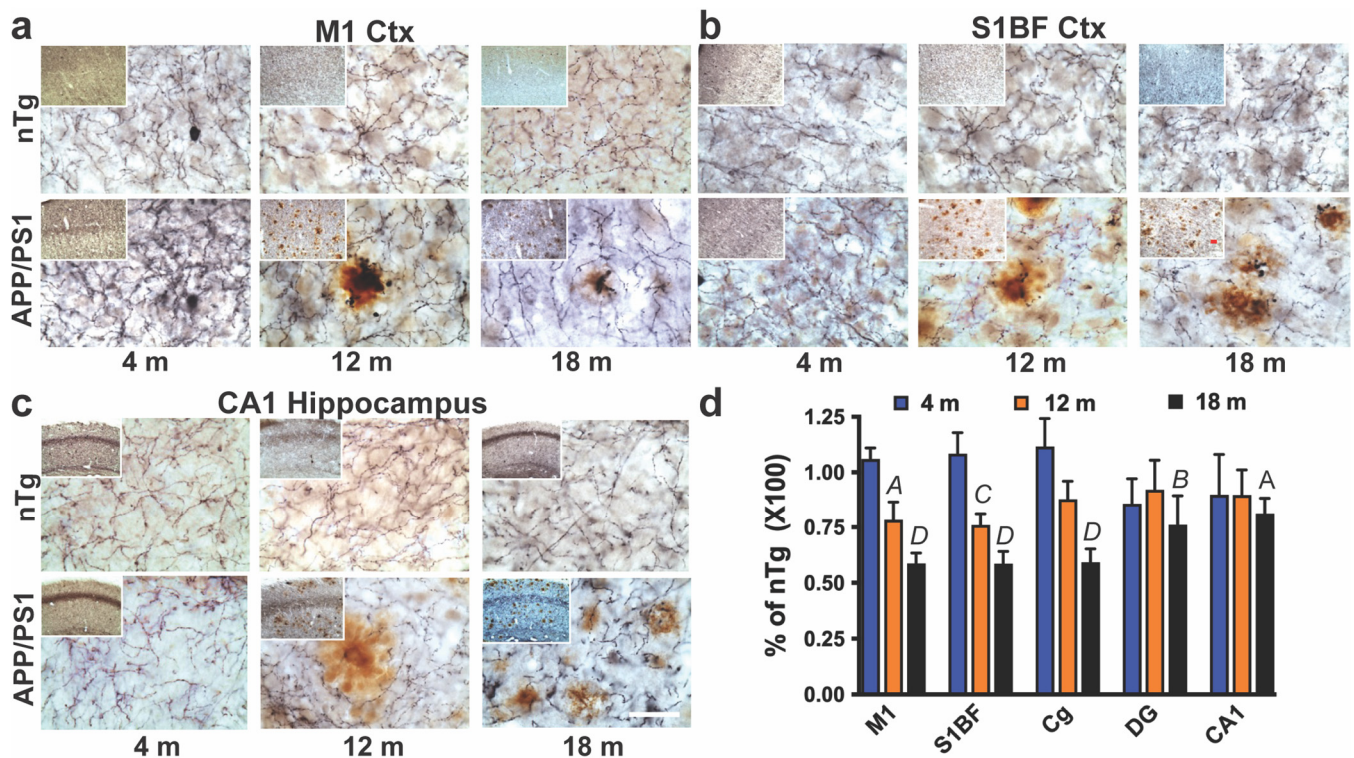 a
M1 Ctx
nTg
APP/PS1
4 m
12 m
18 m
b
S1BF Ctx
4 m
12 m
18 m
c
CA1 Hippocampus
nTg
APP/PS1
4 m
12 m
18 m
d
4 m
12 m
18 m
% of nTg (X100)
1.25
1.00
0.75
0.50
0.25
0.00
A
D
C
D
D
B
A
M1
S1BF
Cg
DG
CA1